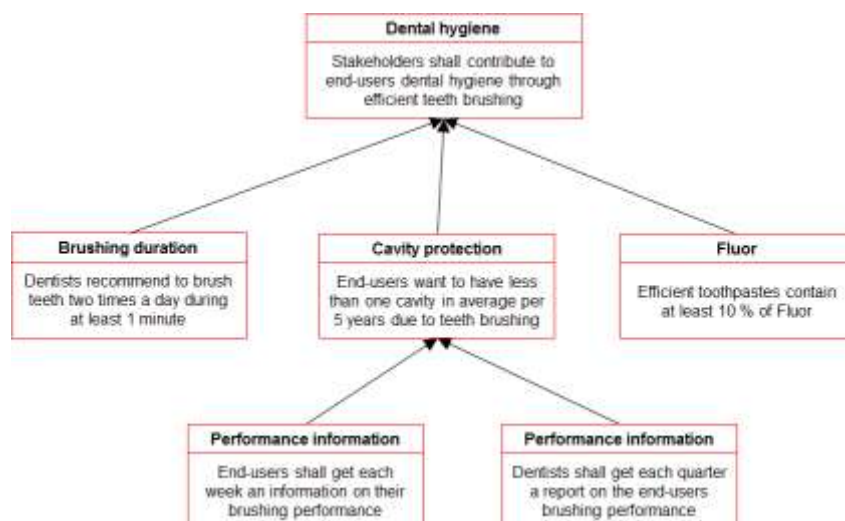 Dental hygiene
Stakeholders shall contribute to
end-users dental hygiene through
efficient teeth brushing
Brushing duration
Dentists recommend to brush
teeth two times a day during
at least 1 minute
Cavity protection
End-users want to have less
than one cavity in average per
5 years due to teeth brushing
Fluor
Efficient toothpastes contain
at least 10 % of Fluor
Performance information
End-users shall get each
week an information on their
brushing performance
Performance information
Dentists shall get each quarter
a report on the end-users
brushing performance